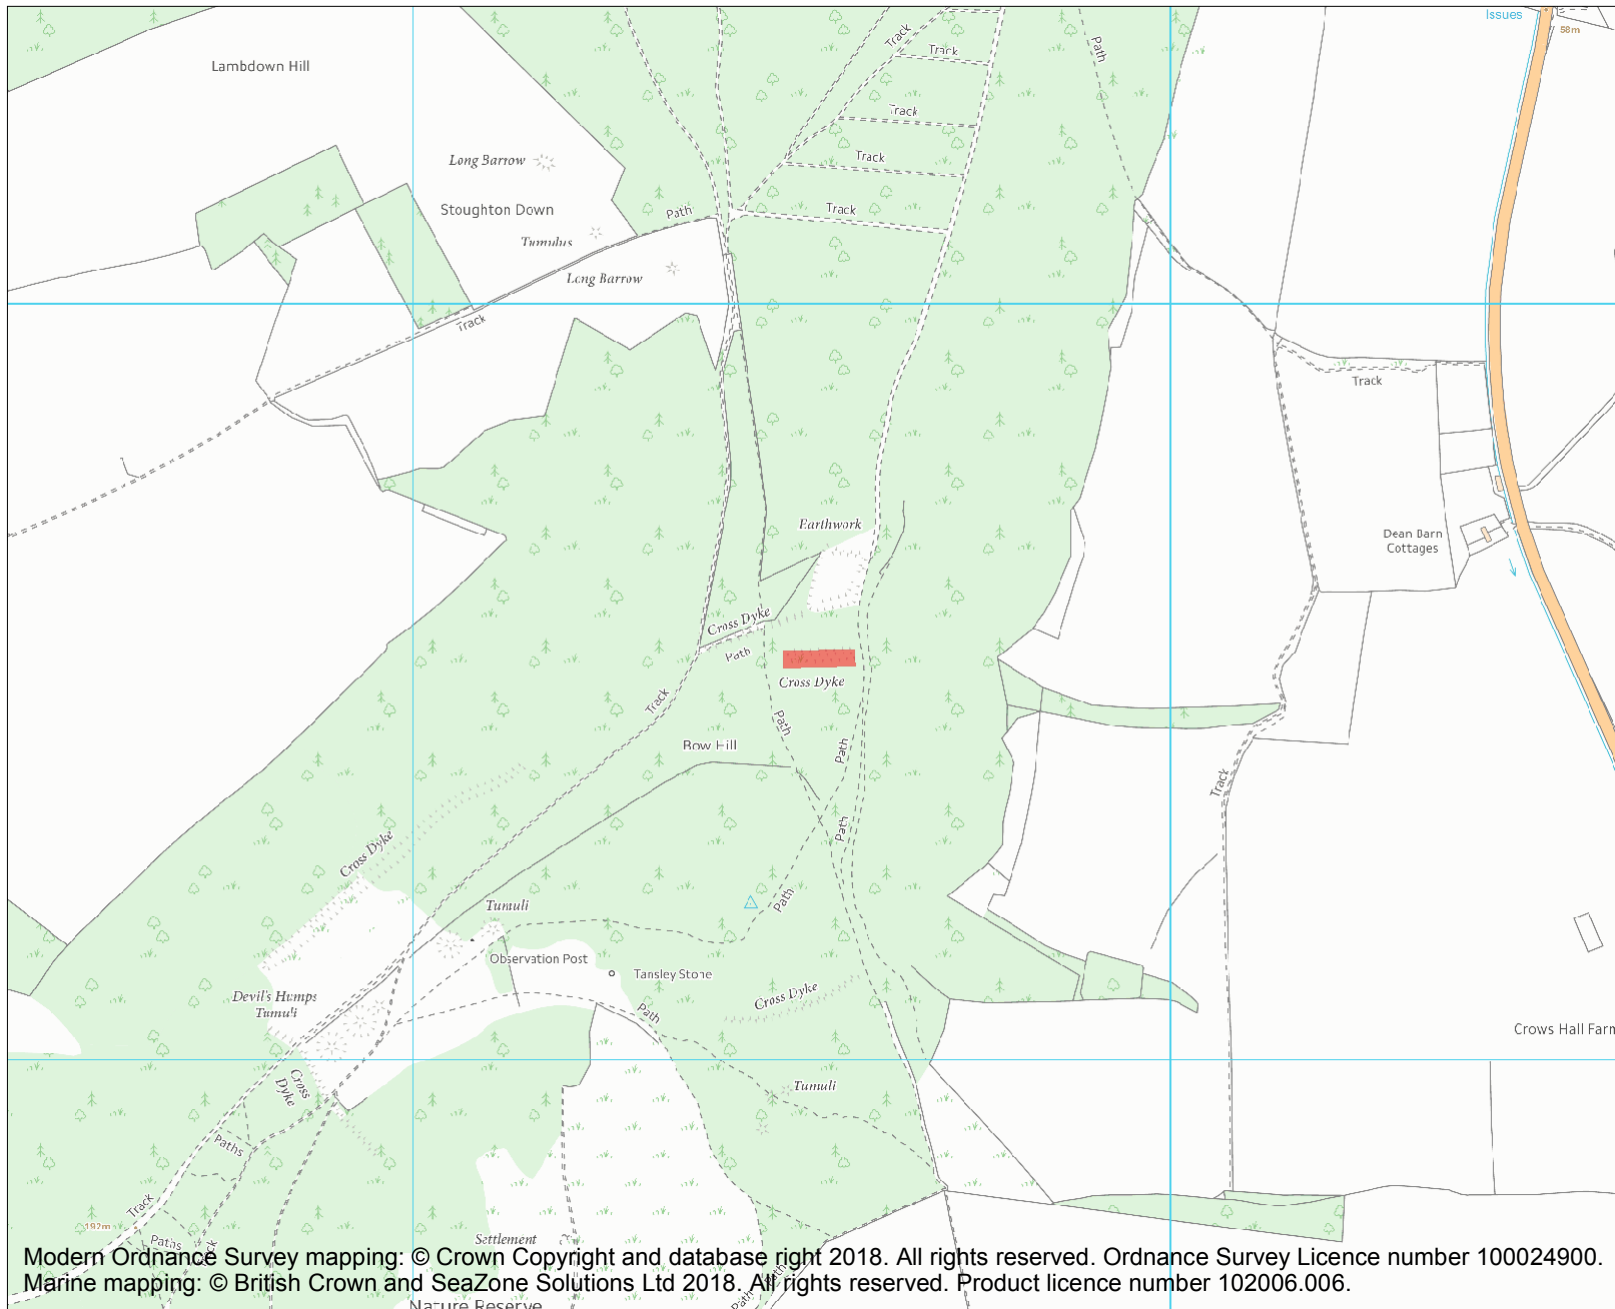 Issues
58m
Lambdown Hill
Track
Path
Track
Track
Long Barrow
Track
Stoughton Down
Path
Track
Tumulus
Long Barrow
Track
Track
Earthwork
Dean Barn
Cottages
Cross Dyke
Path
Cross Dyke
Track
Path
Bow Hill
Path
Track
Path
Cross Dyke
Path
Tumuli
Observation Post
Tansley Stone
Devil's Humps
Tumuli
Cross Dyke
Path
Crows Hall Farm
Cross
Dyke
Tumuli
Paths
Track
192m
Paths
Track
Settlement
Modern Ordnance Survey mapping: © Crown Copyright and database right 2018. All rights reserved. Ordnance Survey Licence number 100024900.
Marine mapping: © British Crown and SeaZone Solutions Ltd 2018. All rights reserved. Product licence number 102006.006.
Path
Path
Nature Reserve